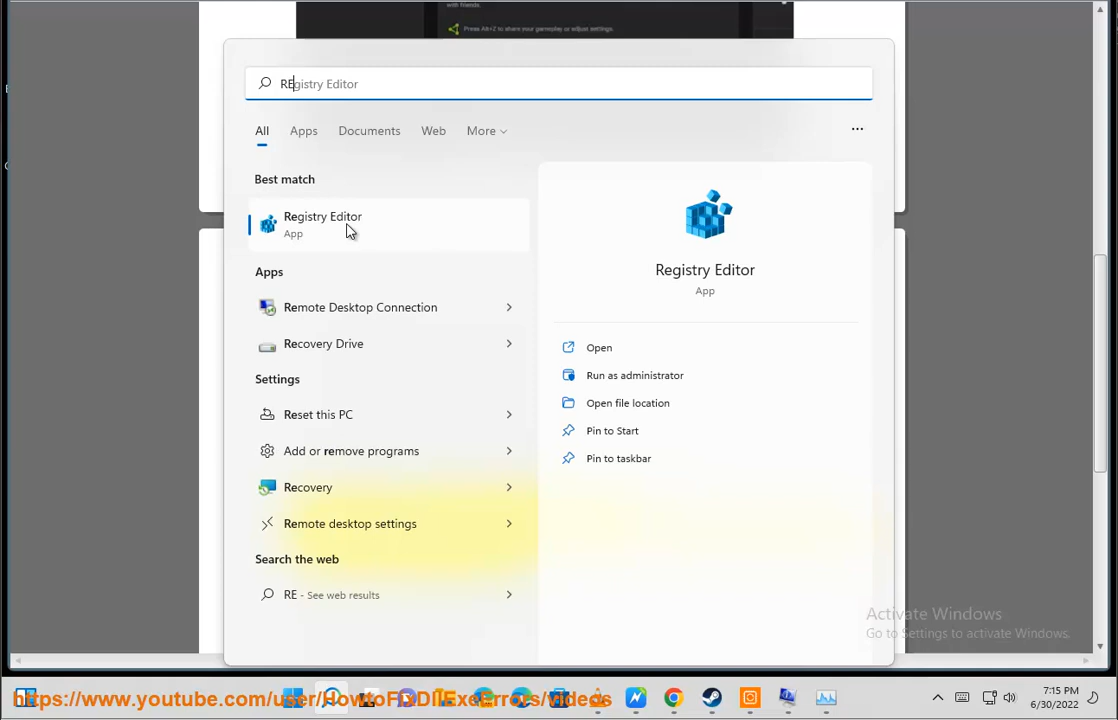 with friends.
Press Alt+Z to share your gameplay or adjust settings.
REgistry Editor
All Apps Documents Web More
Best match
Registry Editor
App
Apps
Remote Desktop Connection
Recovery Drive
Settings
Reset this PC
Add or remove programs
Recovery
Remote desktop settings
Search the web
RE - See web results
Registry Editor
App
Open
Run as administrator
Open file location
Pin to Start
Pin to taskbar
Activate Windows
Go to Settings to activate Windows.
https://www.youtube.com/user/HowtoFixDllExeErrors/videos
7:15 PM
6/30/2022